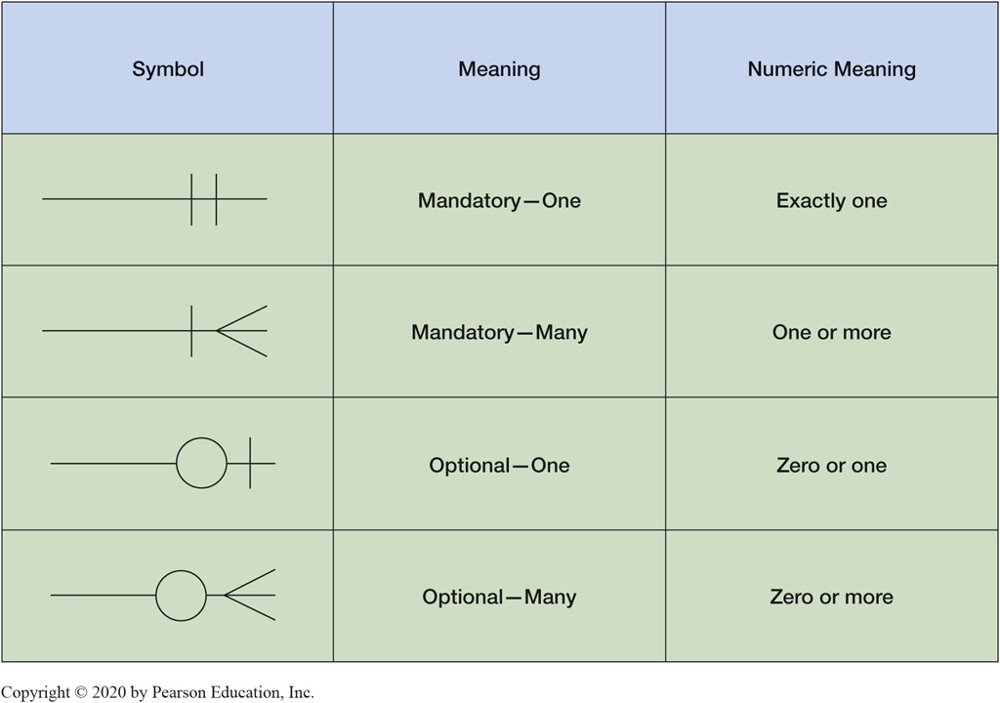 Symbol
Meaning
Numeric Meaning
Mandatory—One
Exactly one
Mandatory—Many
One or more
Optional—One
Zero or one
Optional—Many
Zero or more
Copyright © 2020 by Pearson Education, Inc.